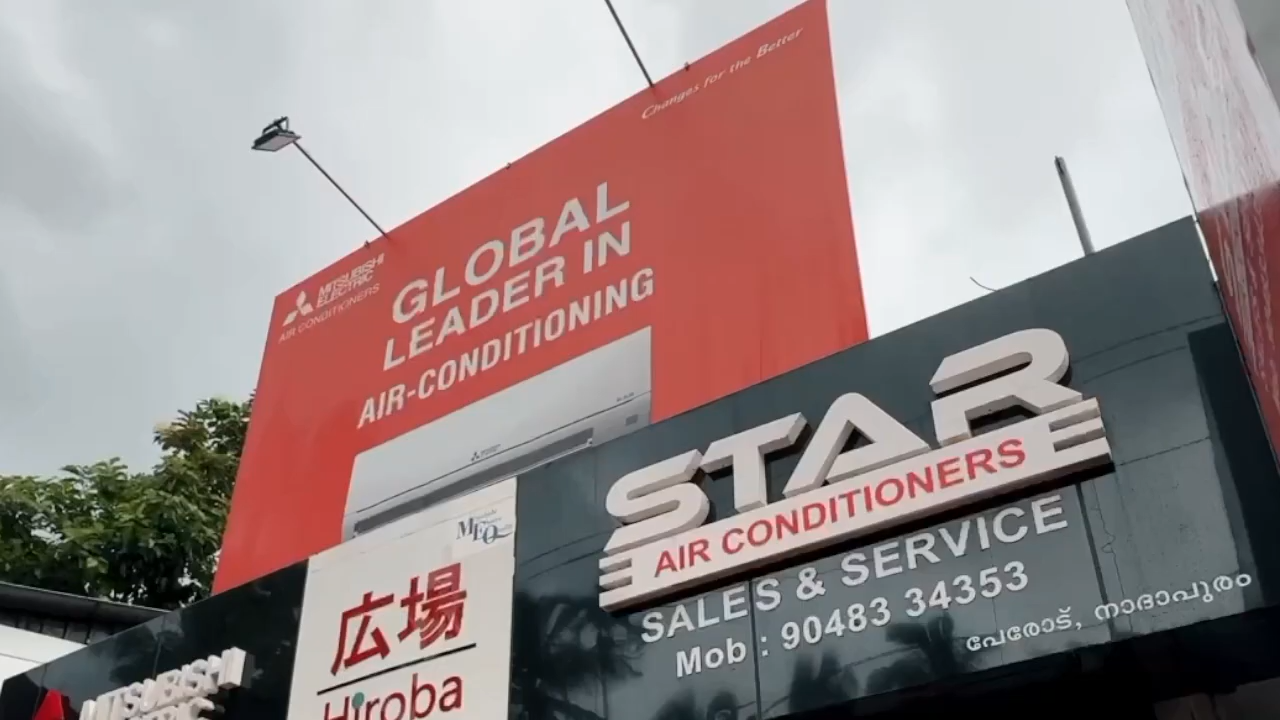 Changes for the Better
MITSUBISHI
ELECTRIC
AIR CONDITIONERS
GLOBAL
LEADER IN
AIR-CONDITIONING
MEQ
広場
Hiroba
MITSUBISHI
STAR
AIR CONDITIONERS
SALES & SERVICE
Mob : 90483 34353
പേരോട്, നാദാപുരം